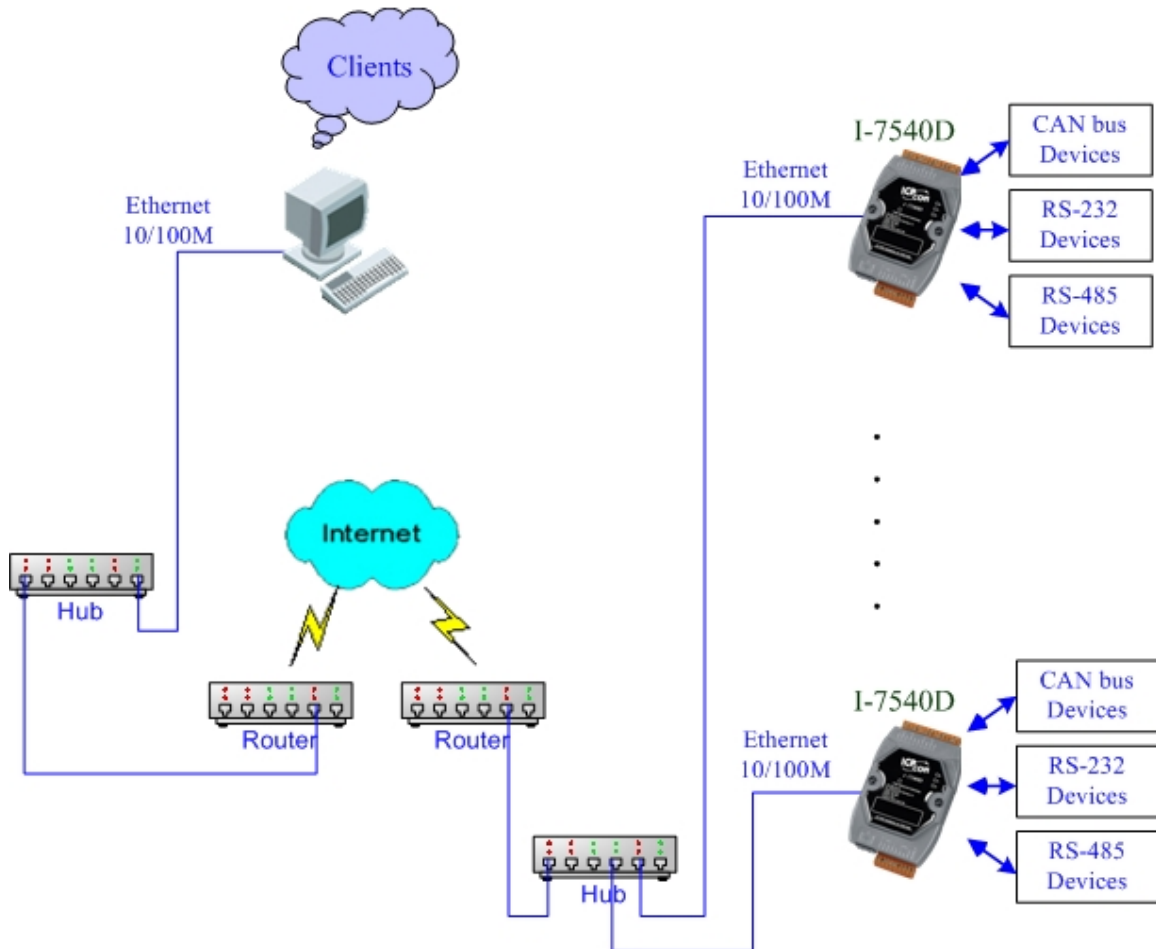 Clients
Ethernet
10/100M
I-7540D
Ethernet
10/100M
CAN bus
Devices
RS-232
Devices
RS-485
Devices
Internet
Hub
Router
Router
I-7540D
Ethernet
10/100M
CAN bus
Devices
RS-232
Devices
RS-485
Devices
Hub